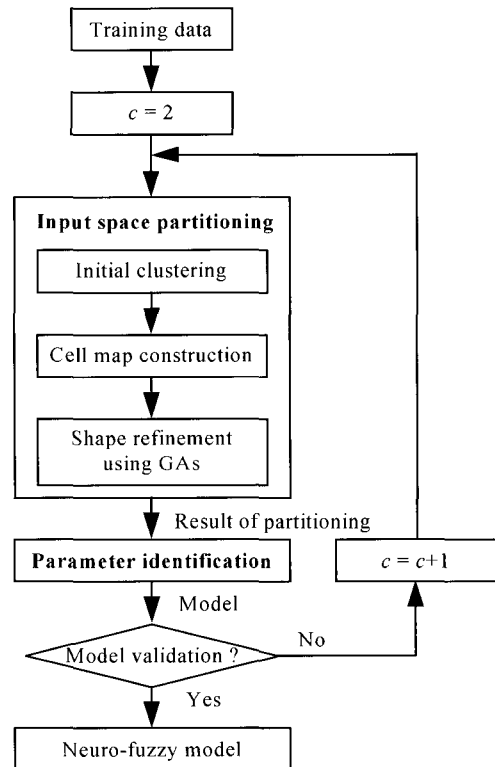 Training data
c = 2
Input space partitioning
Initial clustering
Cell map construction
Shape refinement
using GAs
Result of partitioning
Parameter identification
c = c+1
Model
No
Model validation ?
Yes
Neuro-fuzzy model